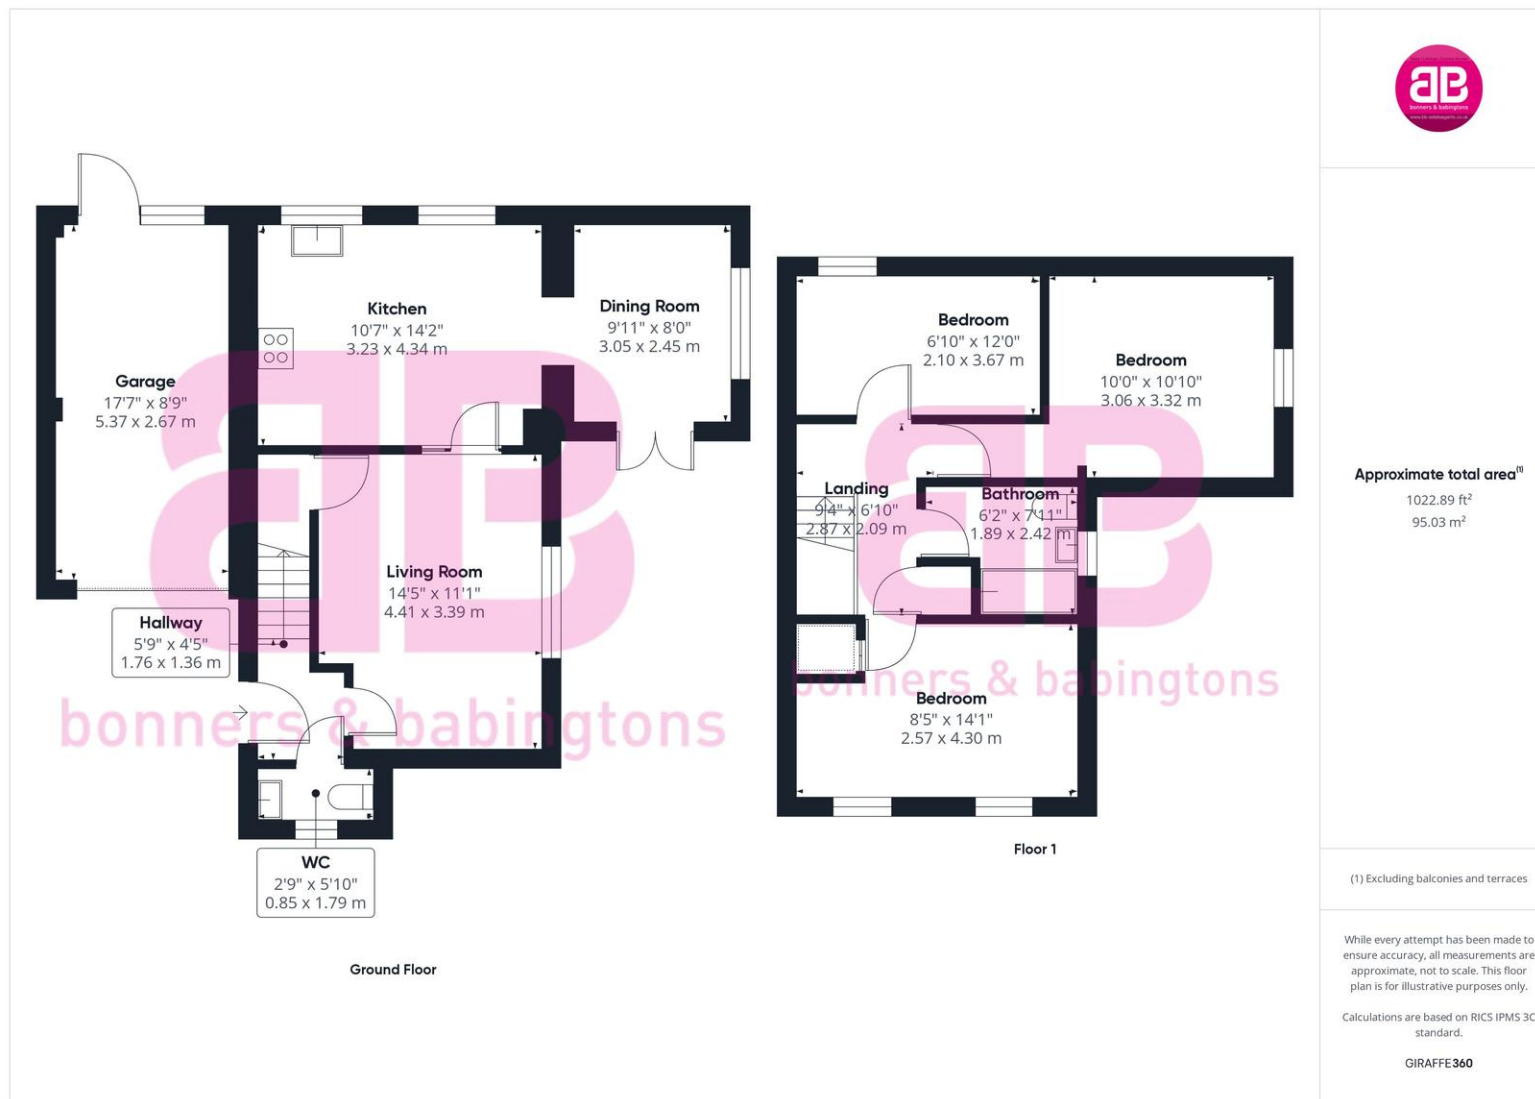 Garage
17'7" x 8'9"
5.37 x 2.67 m
Kitchen
10'7" x 14'2"
3.23 x 4.34 m
Dining Room
9'11" x 8'0"
3.05 x 2.45 m
Living Room
14'5" x 11'1"
4.41 x 3.39 m
Hallway
5'9" x 4'5"
1.76 x 1.36 m
WC
2'9" x 5'10"
0.85 x 1.79 m
Ground Floor
bonners & babingtons
Bedroom
6'10" x 12'0"
2.10 x 3.67 m
Bedroom
10'0" x 10'10"
3.06 x 3.32 m
Landing
9'4" x 6'10"
2.87 x 2.09 m
Bathroom
6'2" x 7'11"
1.89 x 2.42 m
Bedroom
8'5" x 14'1"
2.57 x 4.30 m
bonners & babingtons
Floor 1
bonners & babingtons
Approximate total area(1)
1022.89 ft²
95.03 m²
(1) Excluding balconies and terraces
While every attempt has been made to
ensure accuracy, all measurements are
approximate, not to scale. This floor
plan is for illustrative purposes only.
Calculations are based on RICS IPMS 3C
standard.
GIRAFFE360